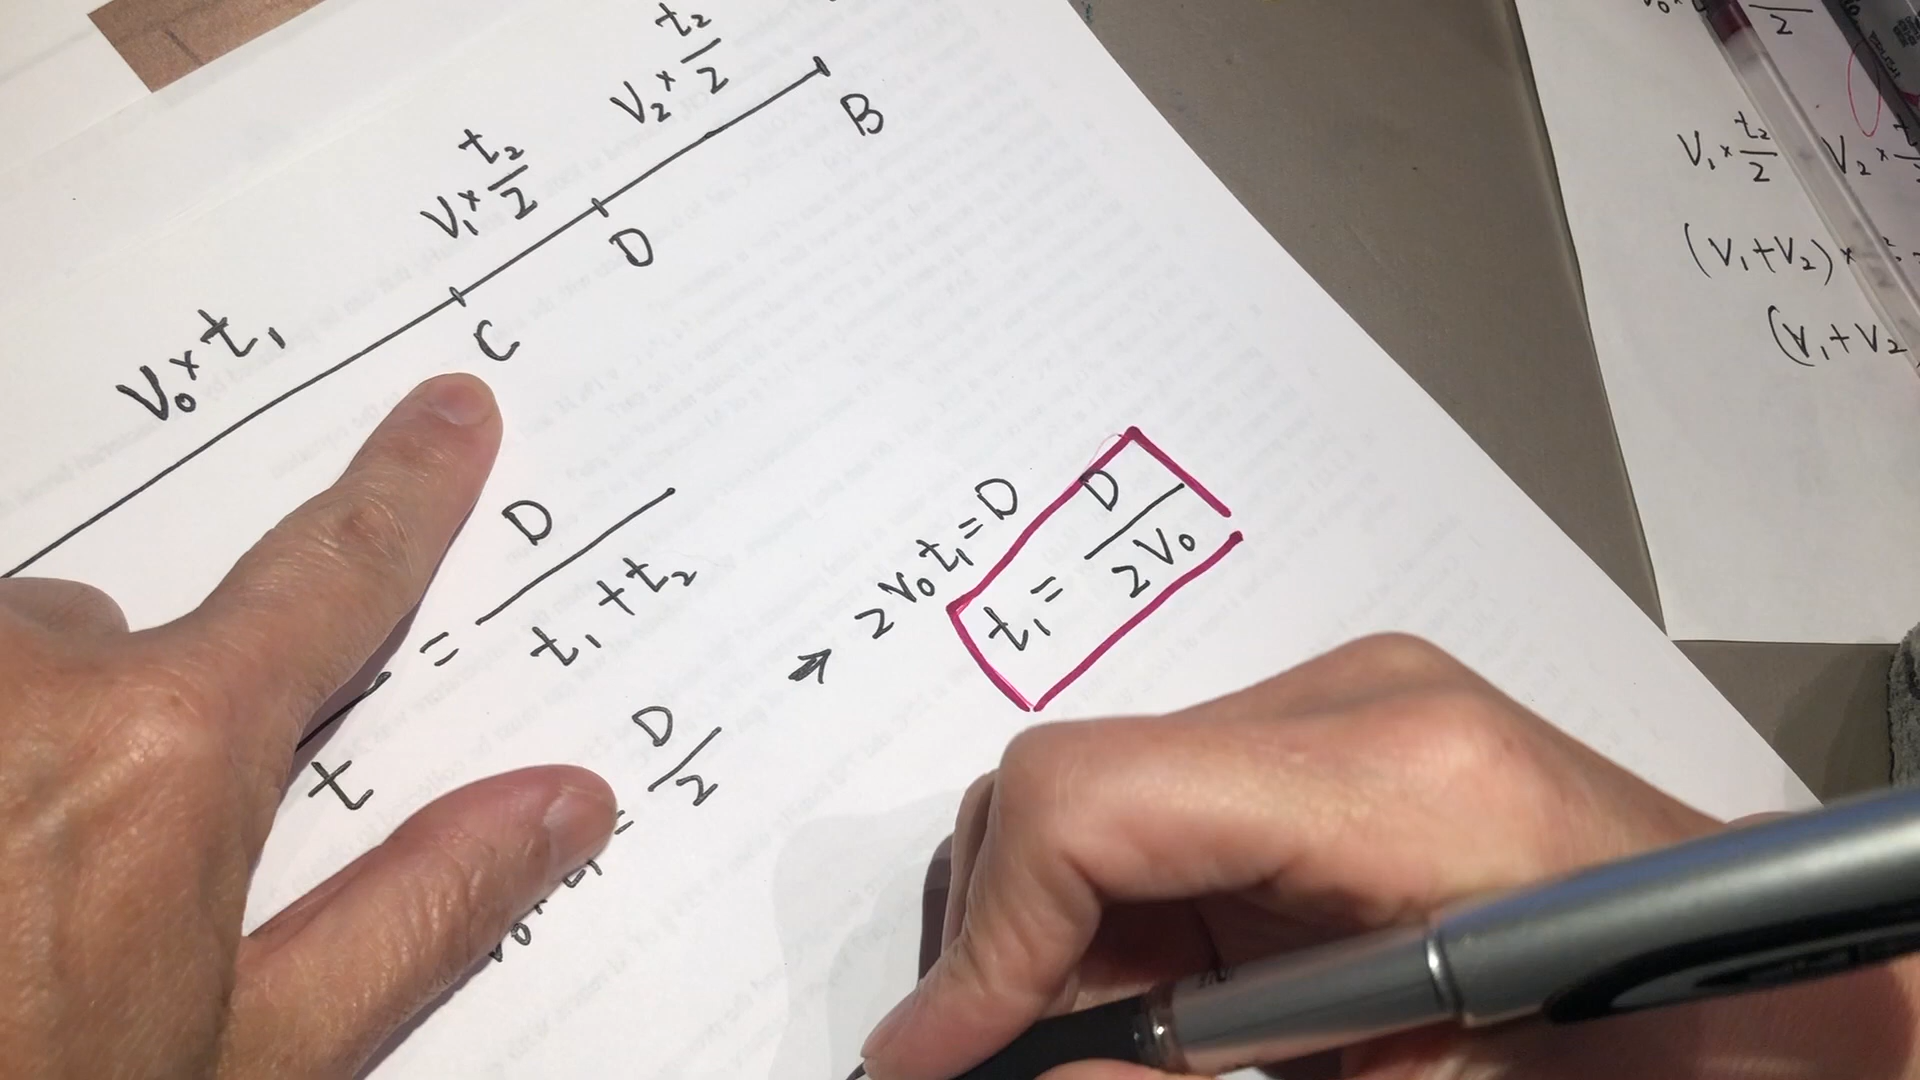 V₂ × t₂/2
B
V₁ × t₂/2
D
V₀ × t₁
C
= D/(t₁ + t₂)
t
= D/2
2V₀t₁ = D
t₁ = D/2V₀
2
V₁ × t₂/2
V₂ ×
(V₁+V₂) ×
(V₁+V₂